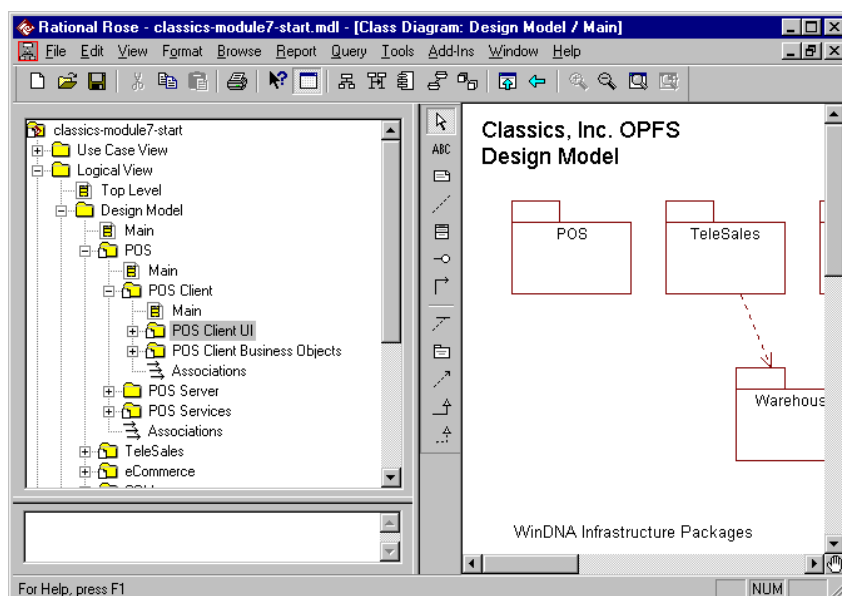 Rational Rose - classics-module7-start.mdl - [Class Diagram: Design Model / Main]
File Edit View Format Browse Report Query Tools Add-Ins Window Help
classics-module7-start
Use Case View
Logical View
Top Level
Design Model
Main
POS
Main
POS Client
Main
POS Client UI
POS Client Business Objects
Associations
POS Server
POS Services
Associations
TeleSales
eCommerce
ABC
Classics, Inc. OPFS
Design Model
POS
TeleSales
Warehous
WinDNA Infrastructure Packages
For Help, press F1
NUM